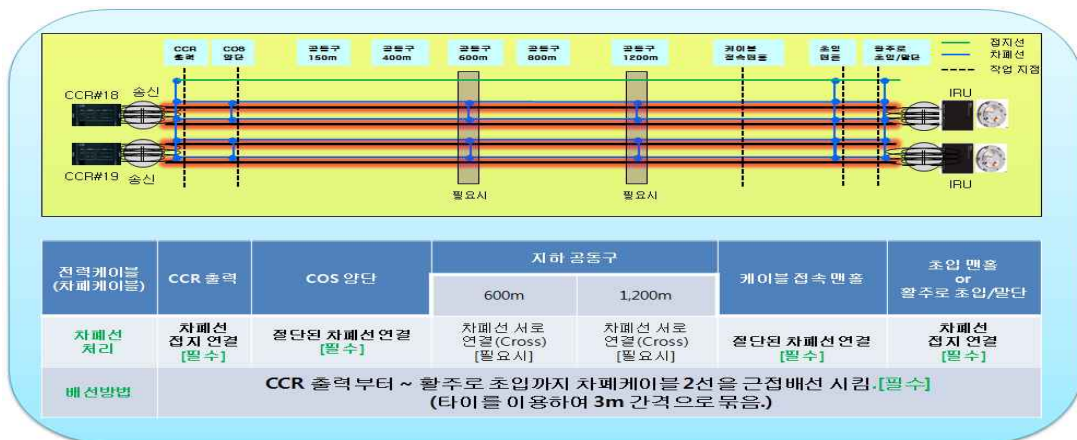 CCR 출력
COS 양단
공동구 150m
공동구 400m
공동구 600m
공동구 800m
공동구 1200m
케이블 접속맨홀
초입 맨홀
활주로 초입/말단
접지선
차폐선
작업 지점
CCR#18 송신
IRU
CCR#19 송신
IRU
필요시
필요시
전력케이블
(차폐케이블)
CCR 출력
COS 양단
지하 공동구
600m
1,200m
케이블 접속맨홀
초입 맨홀
or
활주로 초입/말단
차폐선
처리
차폐선
접지 연결
[필수]
절단된 차폐선연결
[필수]
차폐선 서로
연결(Cross)
[필요시]
차폐선 서로
연결(Cross)
[필요시]
절단된 차폐선연결
[필수]
차폐선
접지 연결
[필수]
배선방법
CCR 출력부터 ~ 활주로 초입까지 차폐케이블 2선을 근접배선 시킴.[필수]
(타이를 이용하여 3m 간격으로 묶음.)